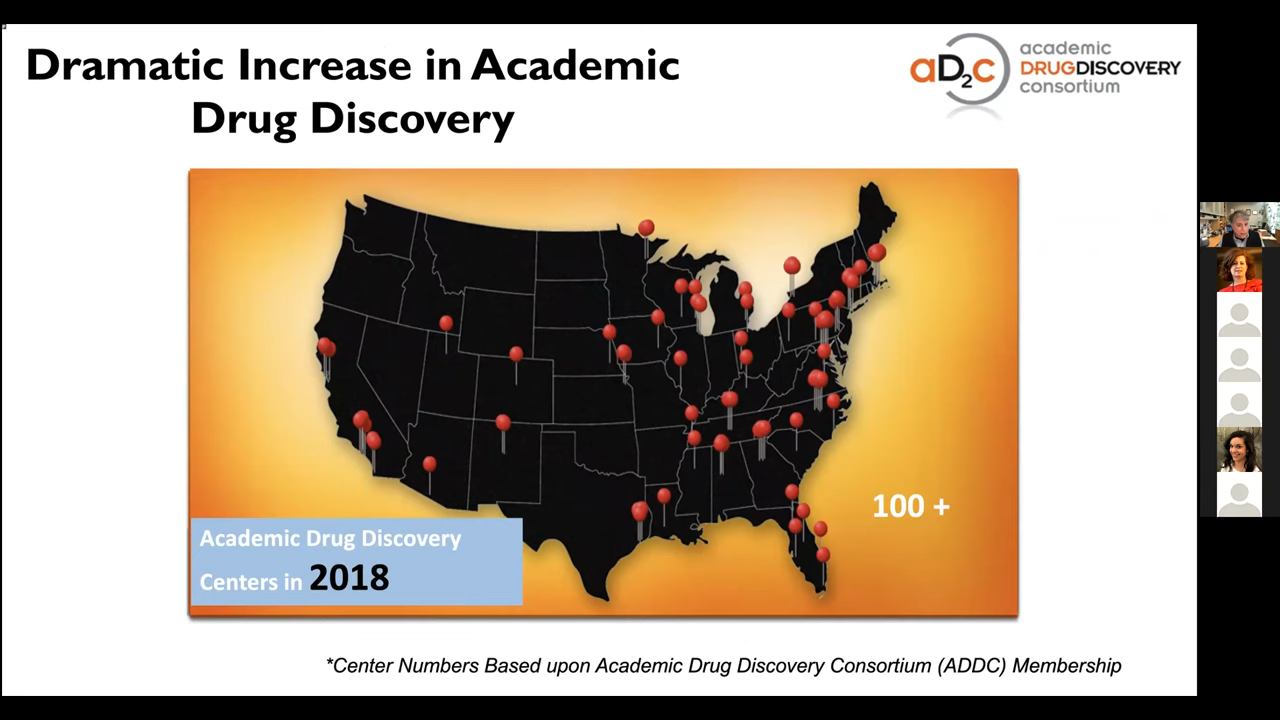 Dramatic Increase in Academic
Drug Discovery
aD2C
academic
DRUGDISCOVERY
consortium
100 +
Academic Drug Discovery
Centers in 2018
*Center Numbers Based upon Academic Drug Discovery Consortium (ADDC) Membership